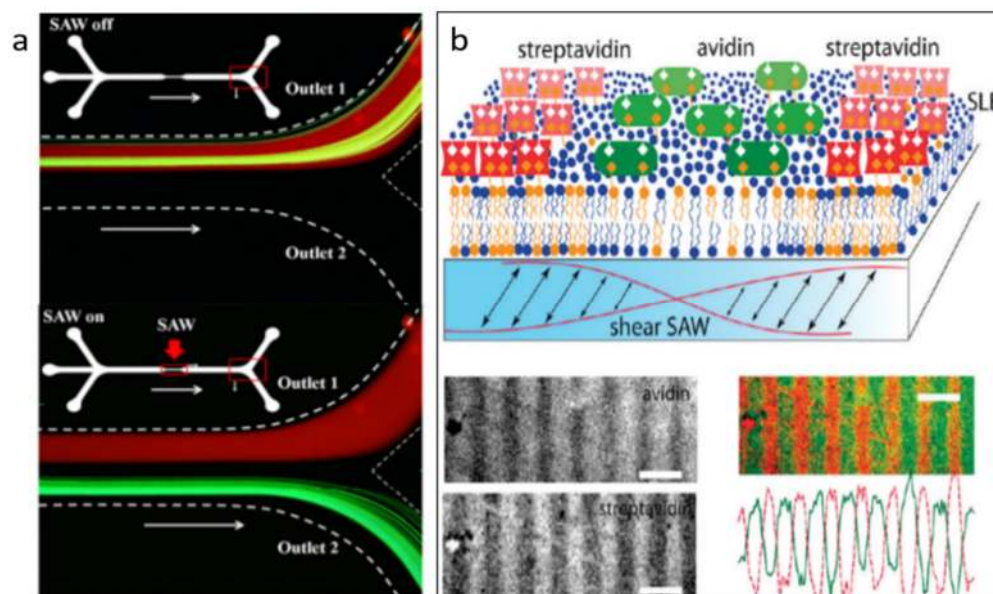 a
SAW off
Outlet 1
Outlet 2
SAW on
SAW
Outlet 1
Outlet 2
b
streptavidin avidin streptavidin
shear SAW
avidin
streptavidin